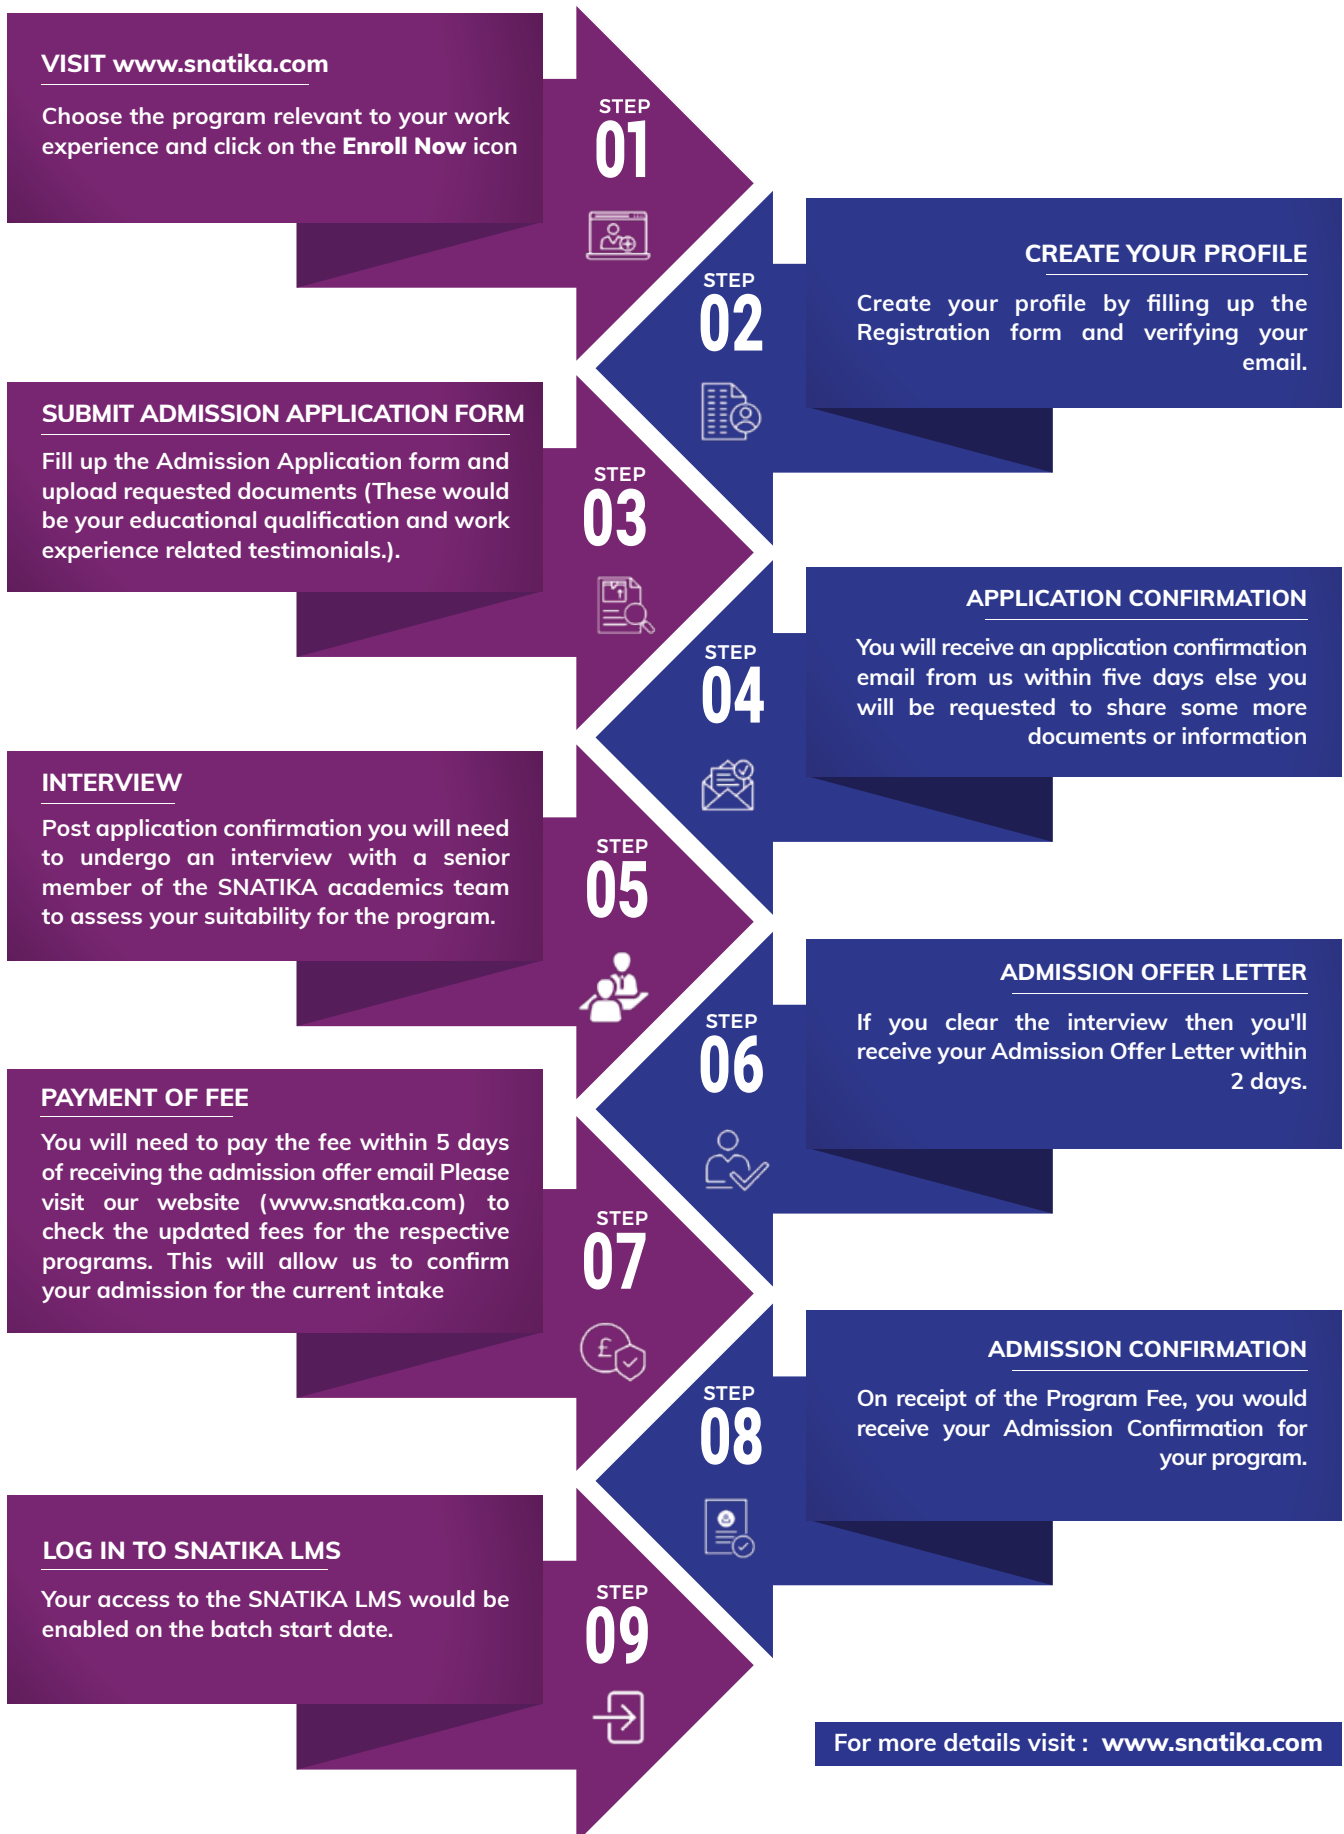 VISIT www.snatika.com
Choose the program relevant to your work
experience and click on the Enroll Now icon
STEP
01
CREATE YOUR PROFILE
Create your profile by filling up the
Registration form and verifying your
email.
STEP
02
SUBMIT ADMISSION APPLICATION FORM
Fill up the Admission Application form and
upload requested documents (These would
be your educational qualification and work
experience related testimonials.).
STEP
03
APPLICATION CONFIRMATION
You will receive an application confirmation
email from us within five days else you
will be requested to share some more
documents or information
STEP
04
INTERVIEW
Post application confirmation you will need
to undergo an interview with a senior
member of the SNATIKA academics team
to assess your suitability for the program.
STEP
05
ADMISSION OFFER LETTER
If you clear the interview then you'll
receive your Admission Offer Letter within
2 days.
STEP
06
PAYMENT OF FEE
You will need to pay the fee within 5 days
of receiving the admission offer email Please
visit our website (www.snatka.com) to
check the updated fees for the respective
programs. This will allow us to confirm
your admission for the current intake
STEP
07
£
ADMISSION CONFIRMATION
On receipt of the Program Fee, you would
receive your Admission Confirmation for
your program.
STEP
08
LOG IN TO SNATIKA LMS
Your access to the SNATIKA LMS would be
enabled on the batch start date.
STEP
09
For more details visit : www.snatika.com